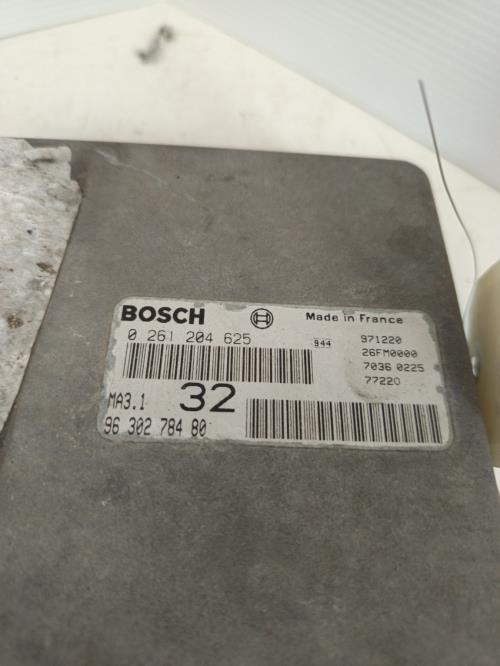 BOSCH Made in France
0 261 204 625 944 971220
26FM0000
7036 0225
77220
MA3.1 32
96 302 784 80